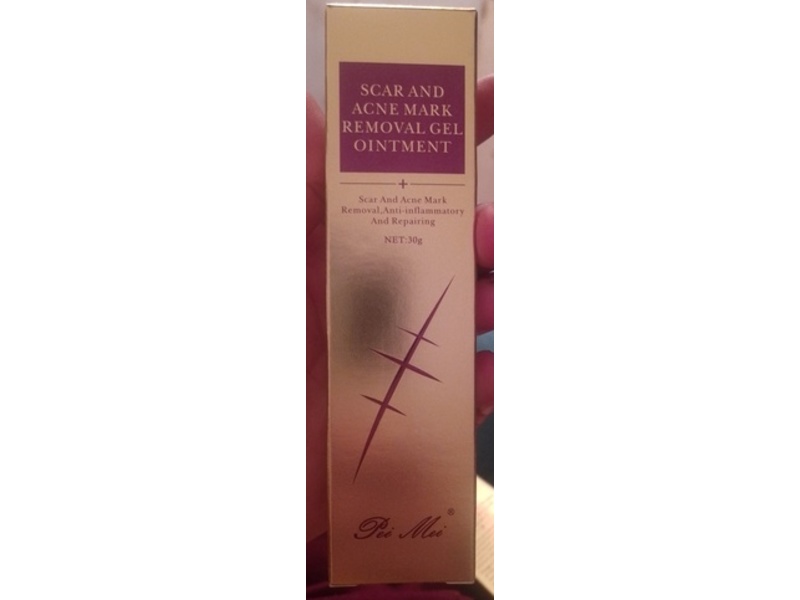 SCAR AND
ACNE MARK
REMOVAL GEL
OINTMENT
Scar And Acne Mark
Removal,Anti-inflammatory
And Repairing
NET:30g
Pei Mei®